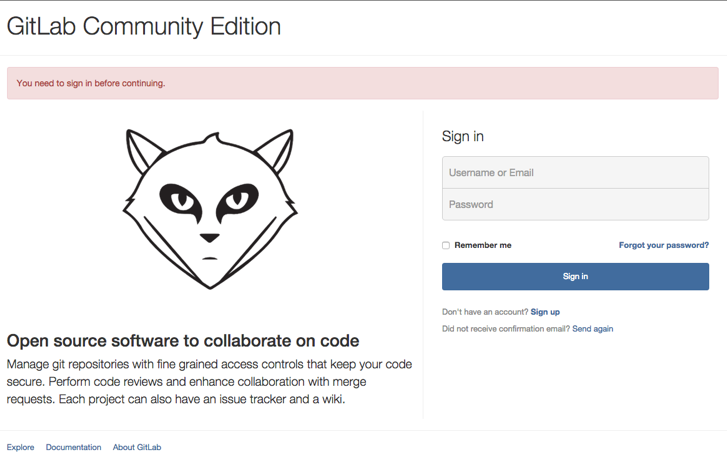 GitLab Community Edition
You need to sign in before continuing.
Sign in
Username or Email
Password
Remember me
Forgot your password?
Sign in
Don't have an account? Sign up
Did not receive confirmation email? Send again
Open source software to collaborate on code
Manage git repositories with fine grained access controls that keep your code
secure. Perform code reviews and enhance collaboration with merge
requests. Each project can also have an issue tracker and a wiki.
Explore Documentation About GitLab